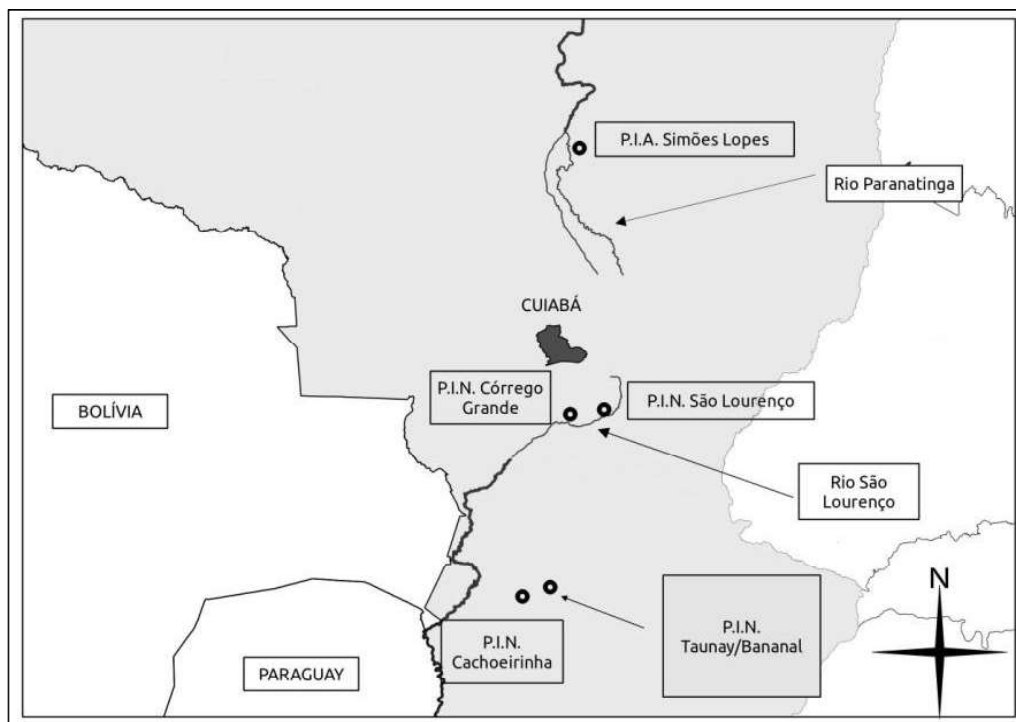 P.I.A. Simões Lopes
Rio Paranatinga
CUIABÁ
P.I.N. Córrego
Grande
P.I.N. São Lourenço
BOLÍVIA
Rio São
Lourenço
N
P.I.N.
Taunay/Bananal
P.I.N.
Cachoeirinha
PARAGUAY